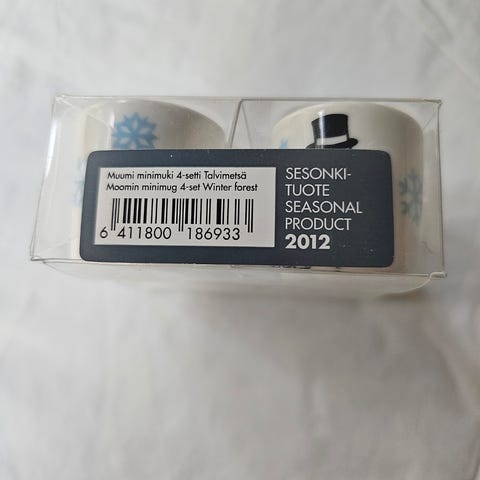 Muumi minimuki 4-setti Talvimetsä
Moomin minimug 4-set Winter forest
6 411800 186933
SESONKI-
TUOTE
SEASONAL
PRODUCT
2012